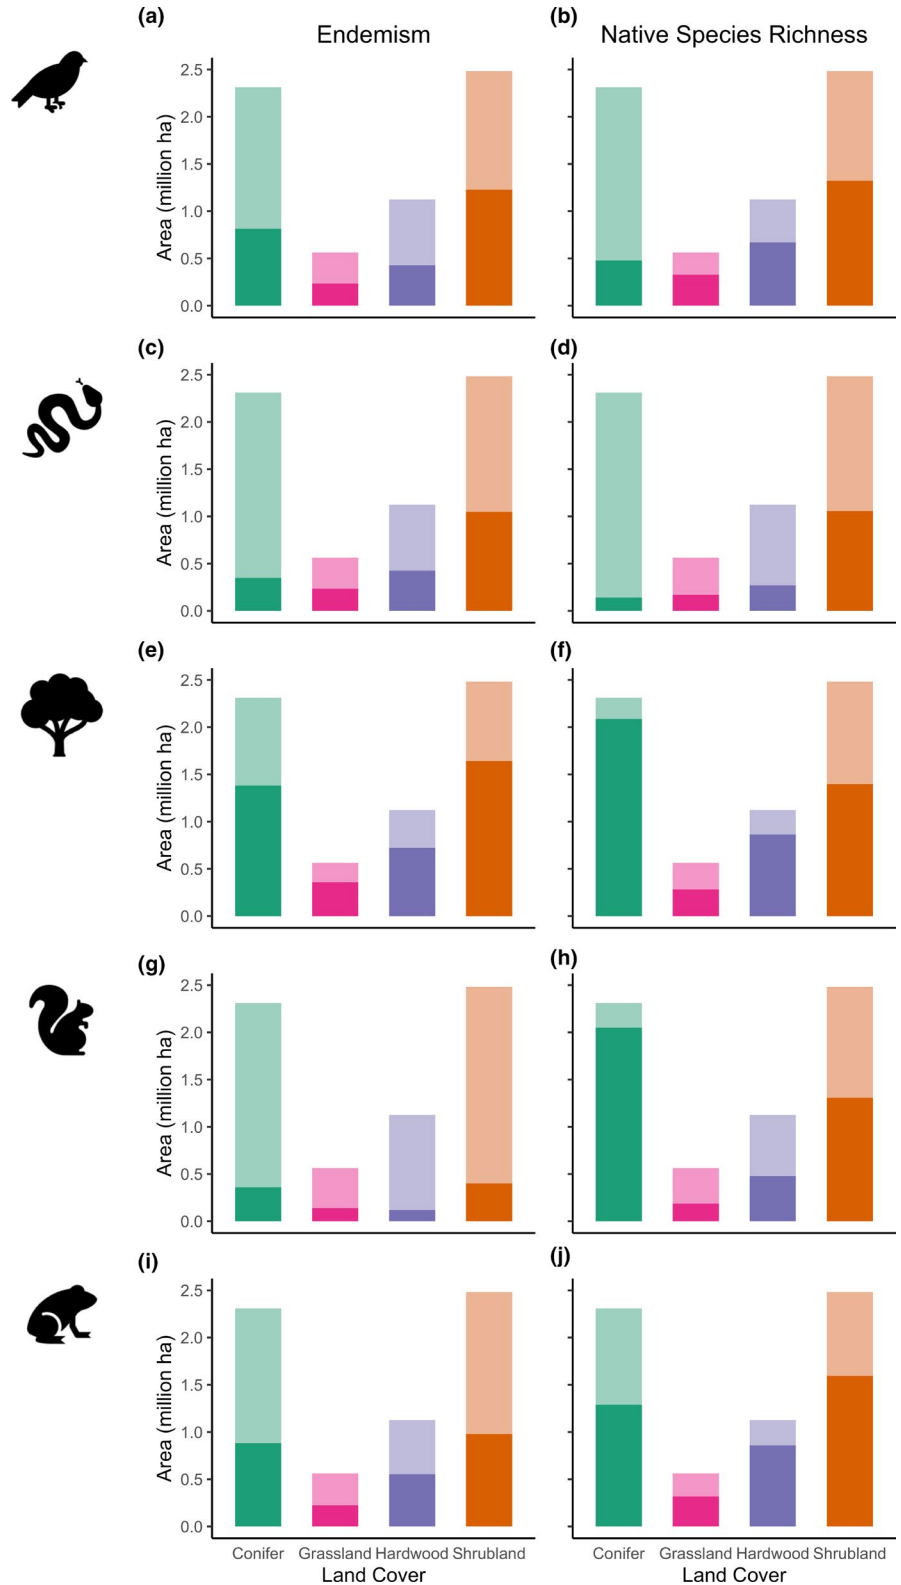 (a) (b)
Endemism Native Species Richness
2.5
2.0
1.5
1.0
0.5
0.0
Area (million ha)
(c) (d)
2.5
2.0
1.5
1.0
0.5
0.0
Area (million ha)
(e) (f)
2.5
2.0
1.5
1.0
0.5
0.0
Area (million ha)
(g) (h)
2.5
2.0
1.5
1.0
0.5
0.0
Area (million ha)
(i) (j)
2.5
2.0
1.5
1.0
0.5
0.0
Area (million ha)
Conifer Grassland Hardwood Shrubland Conifer Grassland Hardwood Shrubland
Land Cover Land Cover